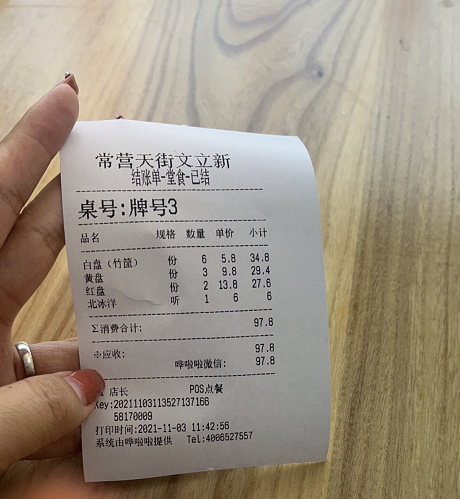 常营天街文立新
结账单-堂食-已结
桌号:牌号3
品名 规格 数量 单价 小计
白盘（竹筐） 份 6 5.8 34.8
黄盘 份 3 9.8 29.4
红盘 份 2 13.8 27.6
北冰洋 听 1 6 6
Σ消费合计: 97.8
※应收: 97.8
哗啦啦微信: 97.8
店长 POS点餐
Key:20211103113527137166
58170009
打印时间:2021-11-03 11:42:56
系统由哗啦啦提供 Tel:4006527557